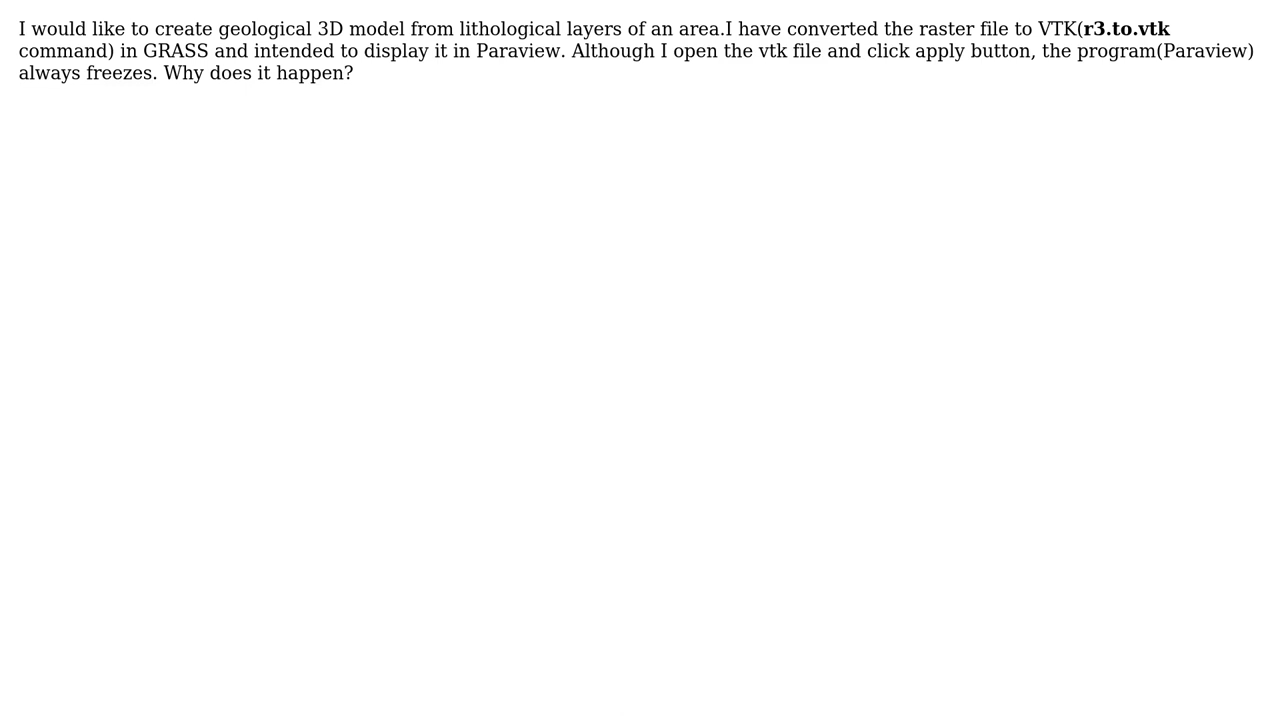 I would like to create geological 3D model from lithological layers of an area.I have converted the raster file to VTK(r3.to.vtk
command) in GRASS and intended to display it in Paraview. Although I open the vtk file and click apply button, the program(Paraview)
always freezes. Why does it happen?